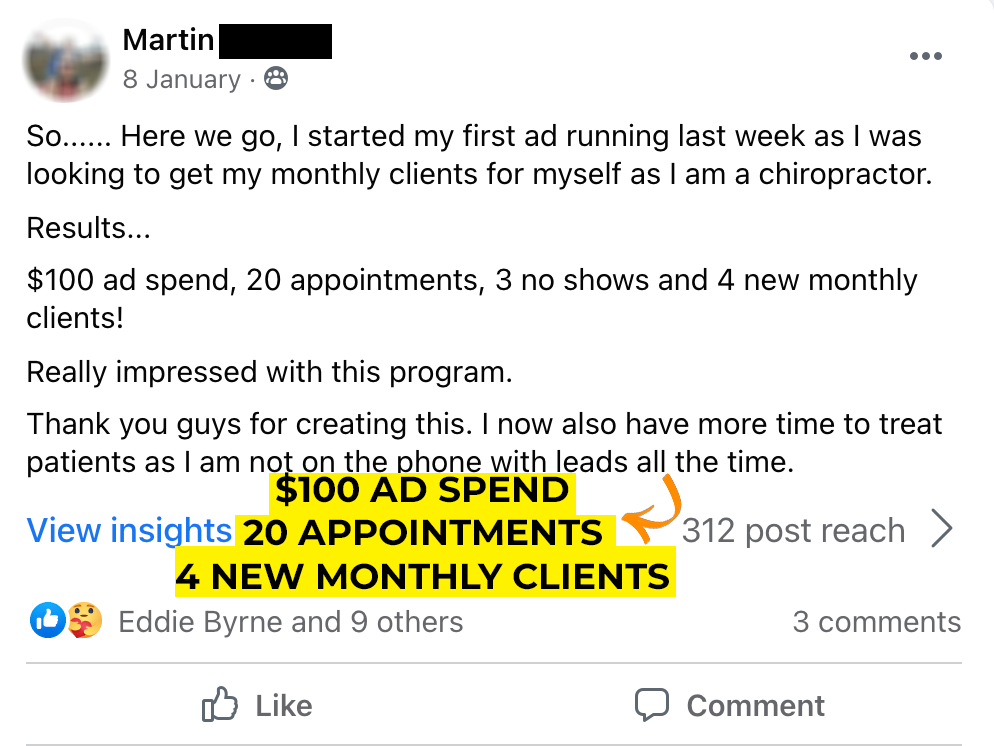 Martin
8 January ·
So...... Here we go, I started my first ad running last week as I was
looking to get my monthly clients for myself as I am a chiropractor.
Results...
$100 ad spend, 20 appointments, 3 no shows and 4 new monthly
clients!
Really impressed with this program.
Thank you guys for creating this. I now also have more time to treat
patients as I am not on the phone with leads all the time.
$100 AD SPEND
View insights 20 APPOINTMENTS 312 post reach
4 NEW MONTHLY CLIENTS
Eddie Byrne and 9 others 3 comments
Like Comment